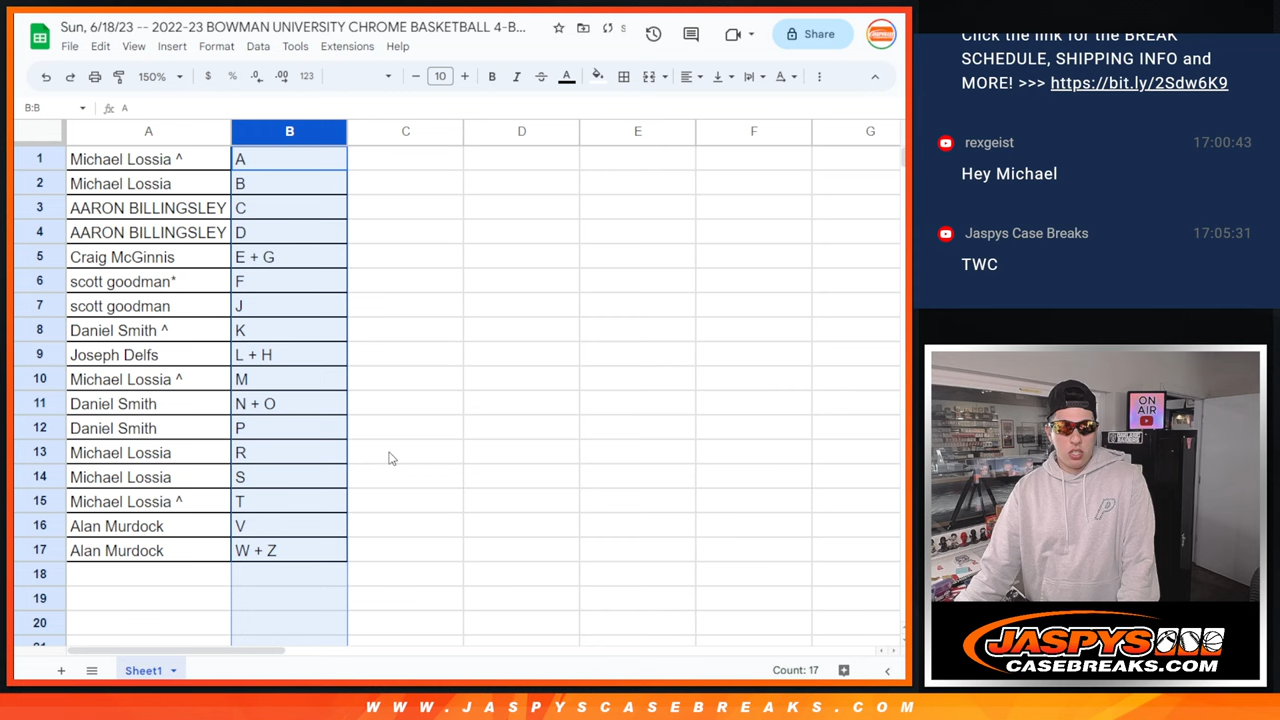 Sun, 6/18/23 -- 2022-23 BOWMAN UNIVERSITY CHROME BASKETBALL 4-B...
File Edit View Insert Format Data Tools Extensions Help
Share
150% $ % .0 .00 123 10 B I A
B:B fx A
A B C D E F G
1 Michael Lossia ^ A
2 Michael Lossia B
3 AARON BILLINGSLEY C
4 AARON BILLINGSLEY D
5 Craig McGinnis E + G
6 scott goodman* F
7 scott goodman J
8 Daniel Smith ^ K
9 Joseph Delfs L + H
10 Michael Lossia ^ M
11 Daniel Smith N + O
12 Daniel Smith P
13 Michael Lossia R
14 Michael Lossia S
15 Michael Lossia ^ T
16 Alan Murdock V
17 Alan Murdock W + Z
18
19
20
Sheet1
Count: 17
Click the link for the BREAK
SCHEDULE, SHIPPING INFO and
MORE! >>> https://bit.ly/2Sdw6K9
rexgeist 17:00:43
Hey Michael
Jaspys Case Breaks 17:05:31
TWC
ON
AIR
JASPYS
CASEBREAKS.COM
WWW.JASPYSCASEBREAKS.COM